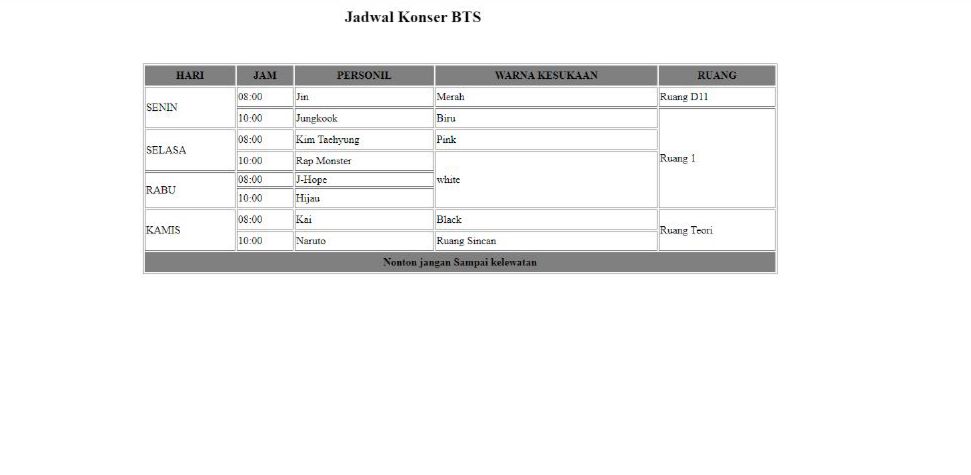 Jadwal Konser BTS
HARI JAM PERSONIL WARNA KESUKAAN RUANG
SENIN 08:00 Jin Merah Ruang D11
10:00 Jungkook Biru Ruang 1
SELASA 08:00 Kim Taehyung Pink
10:00 Rap Monster white
RABU 08:00 J-Hope
10:00 Hijau
KAMIS 08:00 Kai Black Ruang Teori
10:00 Naruto Ruang Sincan
Nonton jangan Sampai kelewatan